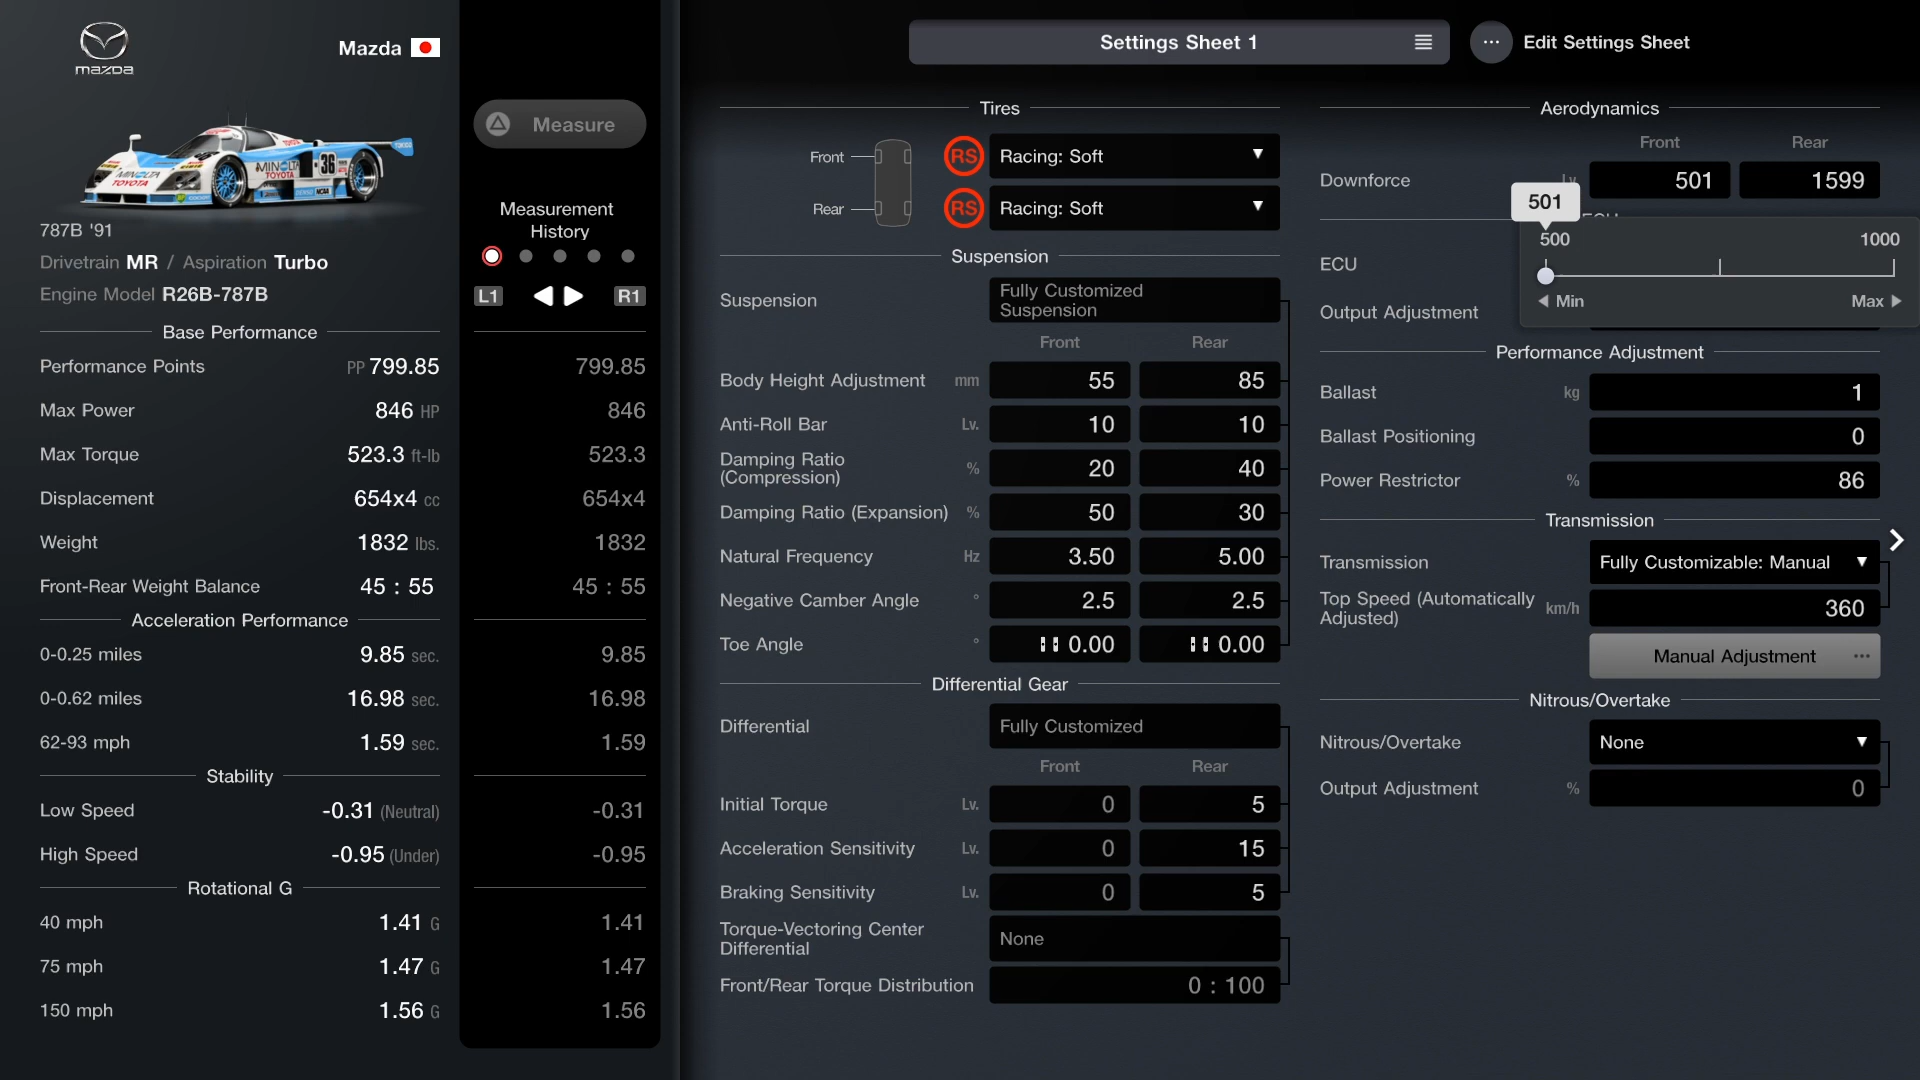 mazda
Mazda
MINOLTA
TOYOTA
36
787B '91
Drivetrain MR / Aspiration Turbo
Engine Model R26B-787B
Base Performance
Performance Points PP 799.85
Max Power 846 HP
Max Torque 523.3 ft-lb
Displacement 654x4 cc
Weight 1832 lbs.
Front-Rear Weight Balance 45 : 55
Acceleration Performance
0-0.25 miles 9.85 sec.
0-0.62 miles 16.98 sec.
62-93 mph 1.59 sec.
Stability
Low Speed -0.31 (Neutral)
High Speed -0.95 (Under)
Rotational G
40 mph 1.41 G
75 mph 1.47 G
150 mph 1.56 G
Measure
Measurement
History
L1 R1
799.85
846
523.3
654x4
1832
45 : 55
9.85
16.98
1.59
-0.31
-0.95
1.41
1.47
1.56
Settings Sheet 1
Edit Settings Sheet
Tires
Front RS Racing: Soft
Rear RS Racing: Soft
Suspension
Suspension Fully Customized
Suspension
Front Rear
Body Height Adjustment mm 55 85
Anti-Roll Bar Lv. 10 10
Damping Ratio
(Compression) % 20 40
Damping Ratio (Expansion) % 50 30
Natural Frequency Hz 3.50 5.00
Negative Camber Angle ° 2.5 2.5
Toe Angle ° 0.00 0.00
Differential Gear
Differential Fully Customized
Front Rear
Initial Torque Lv. 0 5
Acceleration Sensitivity Lv. 0 15
Braking Sensitivity Lv. 0 5
Torque-Vectoring Center
Differential None
Front/Rear Torque Distribution 0 : 100
Aerodynamics
Front Rear
Downforce Lv 501 1599
501
500 1000
Min Max
ECU
Output Adjustment
Performance Adjustment
Ballast kg 1
Ballast Positioning 0
Power Restrictor % 86
Transmission
Transmission Fully Customizable: Manual
Top Speed (Automatically
Adjusted) km/h 360
Manual Adjustment
Nitrous/Overtake
Nitrous/Overtake None
Output Adjustment % 0